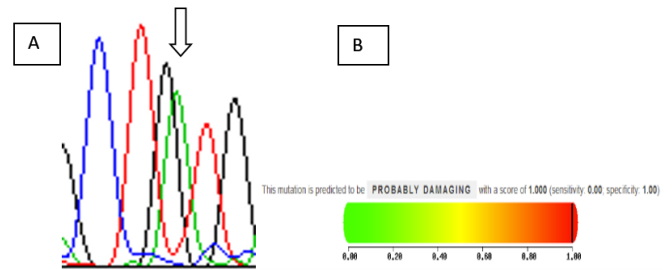 A
B
This mutation is predicted to be PROBABLY DAMAGING with a score of 1.000 (sensitivity: 0.00; specificity: 1.00)
0.00 0.20 0.40 0.60 0.80 1.00